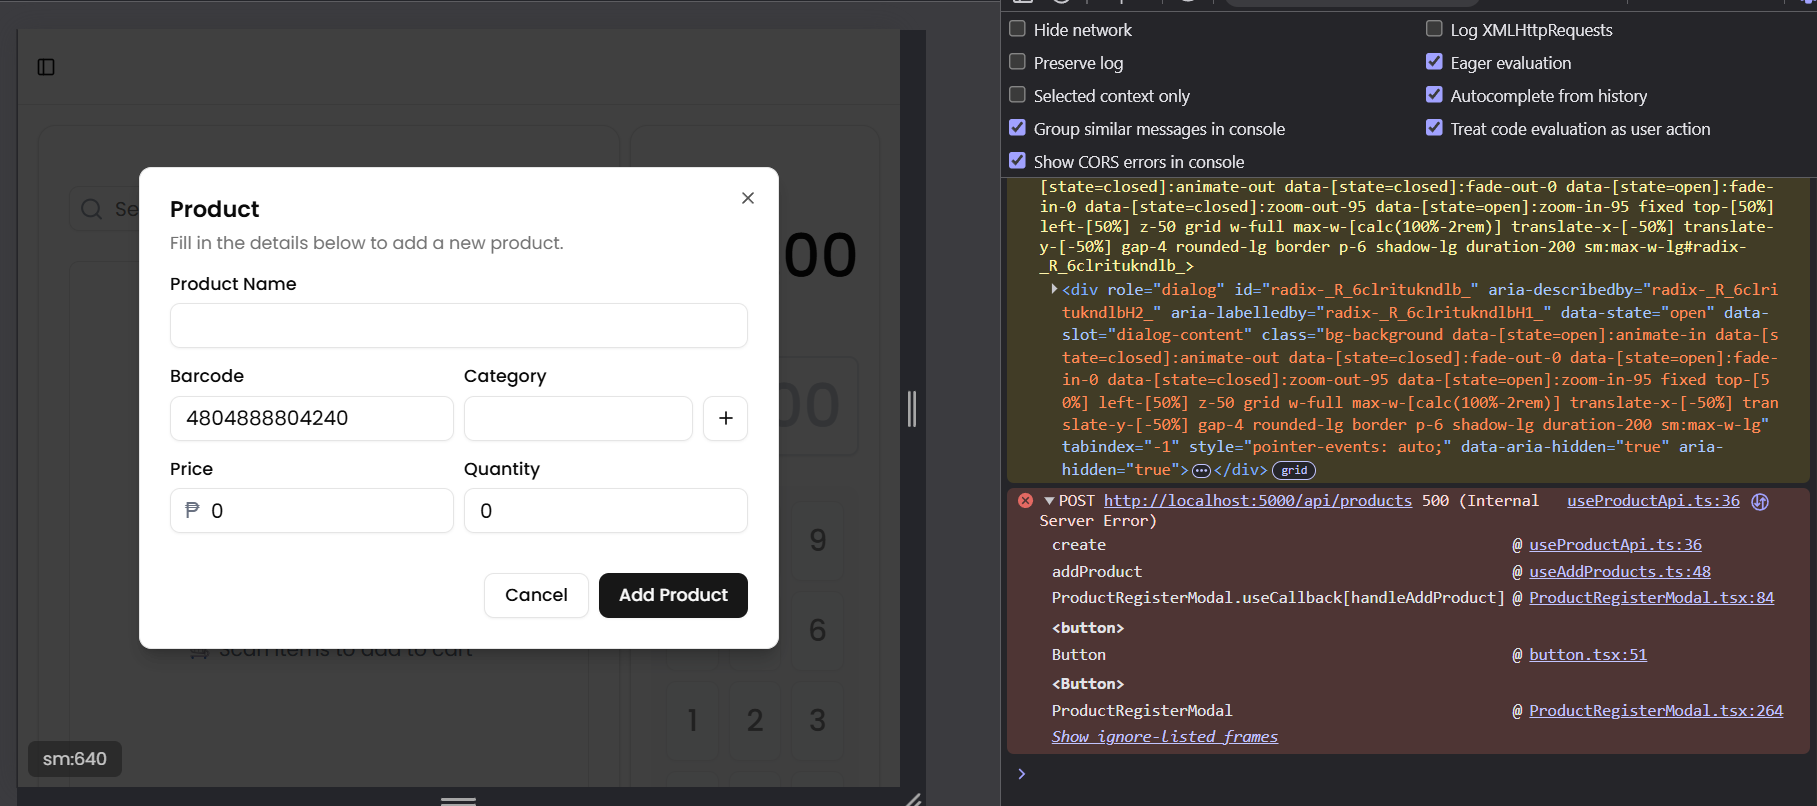 Product
Fill in the details below to add a new product.
Product Name
Barcode
Category
4804888804240
+
Price
Quantity
₱ 0
0
Cancel
Add Product
Se
00
00
9
6
1
2
3
Scan items to add to cart
sm:640
Hide network
Log XMLHttpRequests
Preserve log
Eager evaluation
Selected context only
Autocomplete from history
Group similar messages in console
Treat code evaluation as user action
Show CORS errors in console
[state=closed]:animate-out data-[state=closed]:fade-out-0 data-[state=open]:fade-
in-0 data-[state=closed]:zoom-out-95 data-[state=open]:zoom-in-95 fixed top-[50%]
left-[50%] z-50 grid w-full max-w-[calc(100%-2rem)] translate-x-[-50%] translate-
y-[-50%] gap-4 rounded-lg border p-6 shadow-lg duration-200 sm:max-w-lg#radix-
_R_6clritukndlb_>
<div role="dialog" id="radix-_R_6clritukndlb_" aria-describedby="radix-_R_6clri
tukndlbH2_" aria-labelledby="radix-_R_6clritukndlbH1_" data-state="open" data-
slot="dialog-content" class="bg-background data-[state=open]:animate-in data-[s
tate=closed]:animate-out data-[state=closed]:fade-out-0 data-[state=open]:fade-
in-0 data-[state=closed]:zoom-out-95 data-[state=open]:zoom-in-95 fixed top-[5
0%] left-[50%] z-50 grid w-full max-w-[calc(100%-2rem)] translate-x-[-50%] tran
slate-y-[-50%] gap-4 rounded-lg border p-6 shadow-lg duration-200 sm:max-w-lg"
tabindex="-1" style="pointer-events: auto;" data-aria-hidden="true" aria-
hidden="true">…</div> grid
POST http://localhost:5000/api/products 500 (Internal useProductApi.ts:36
Server Error)
create @ useProductApi.ts:36
addProduct @ useAddProducts.ts:48
ProductRegisterModal.useCallback[handleAddProduct] @ ProductRegisterModal.tsx:84
<button>
Button @ button.tsx:51
<Button>
ProductRegisterModal @ ProductRegisterModal.tsx:264
Show ignore-listed frames